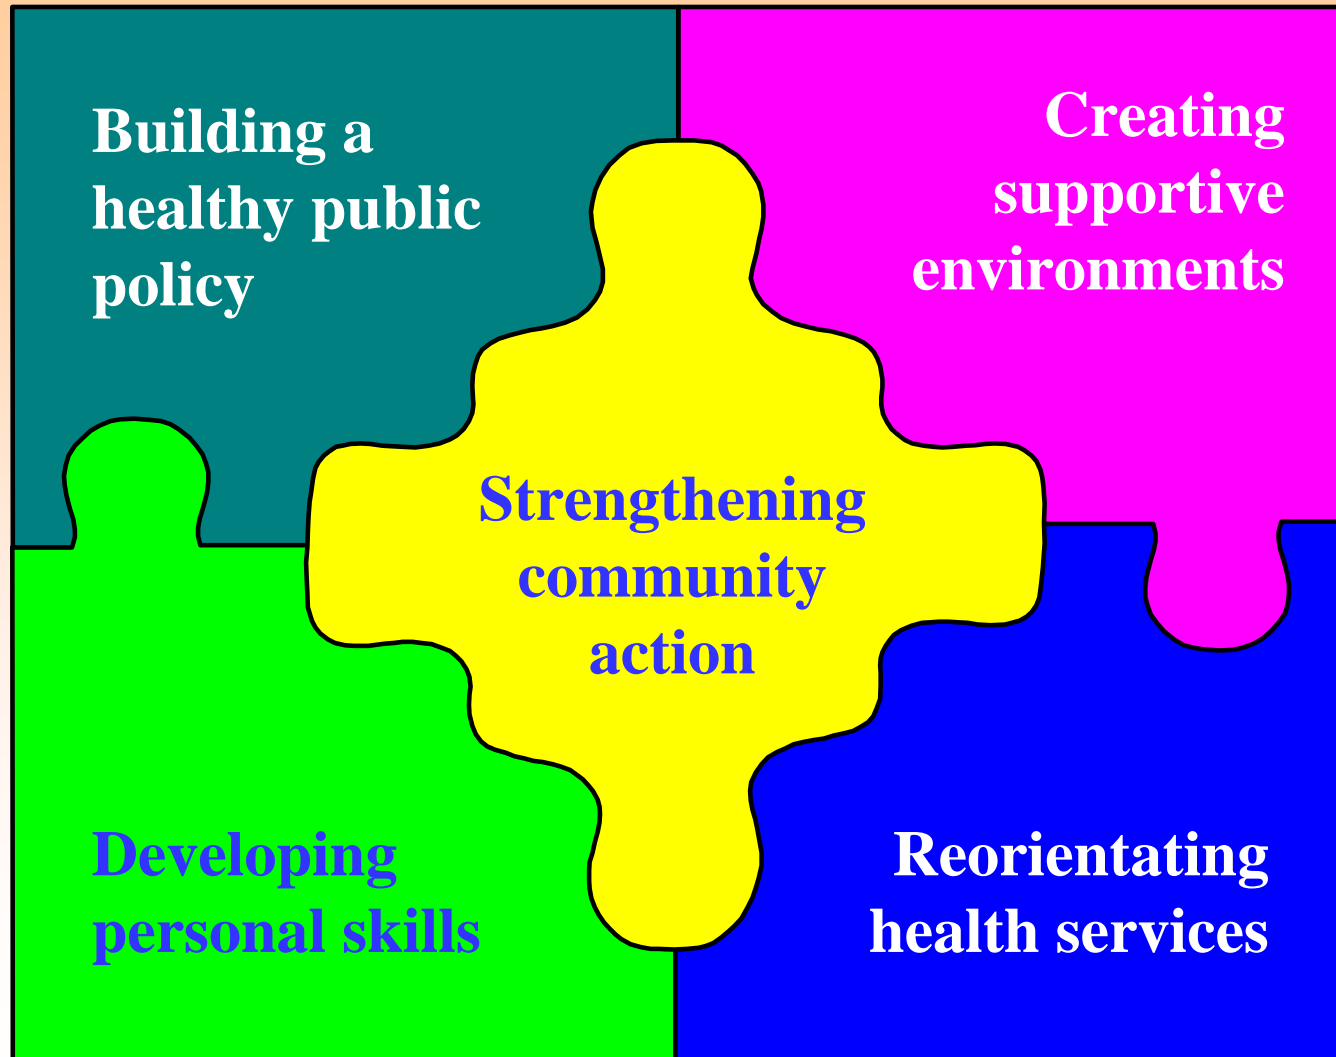 Building a
healthy public
policy
Creating
supportive
environments
Strengthening
community
action
Developing
personal skills
Reorientating
health services